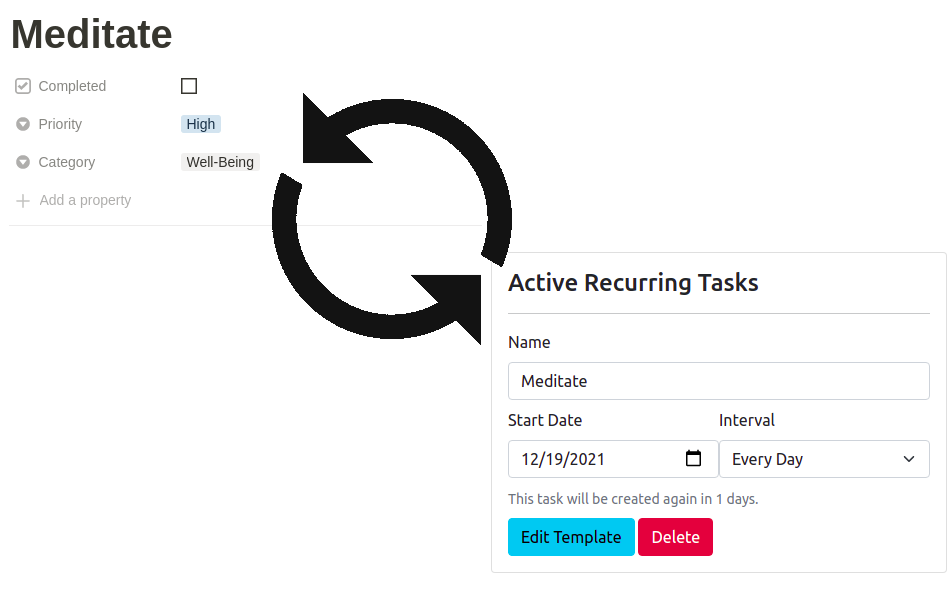 Meditate
Completed
Priority High
Category Well-Being
Add a property
Active Recurring Tasks
Name
Meditate
Start Date Interval
12/19/2021 Every Day
This task will be created again in 1 days.
Edit Template Delete